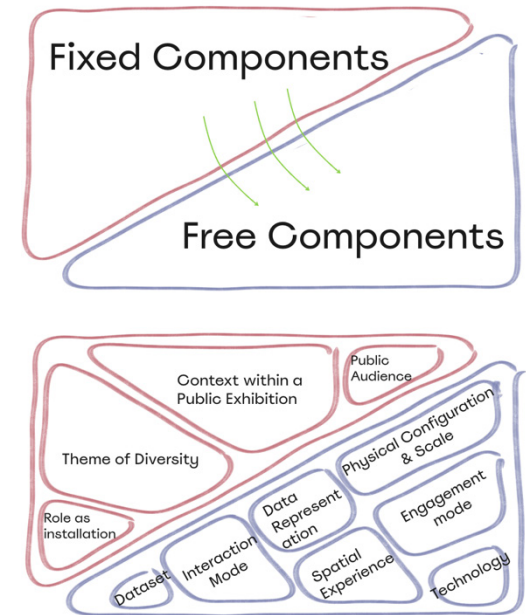 Fixed Components
Free Components
Context within a
Public Exhibition
Public
Audience
Theme of Diversity
Role as
installation
Physical Configuration
& Scale
Data
Represent
ation
Engagement
mode
Interaction
Mode
Spatial
Experience
Dataset
Technology